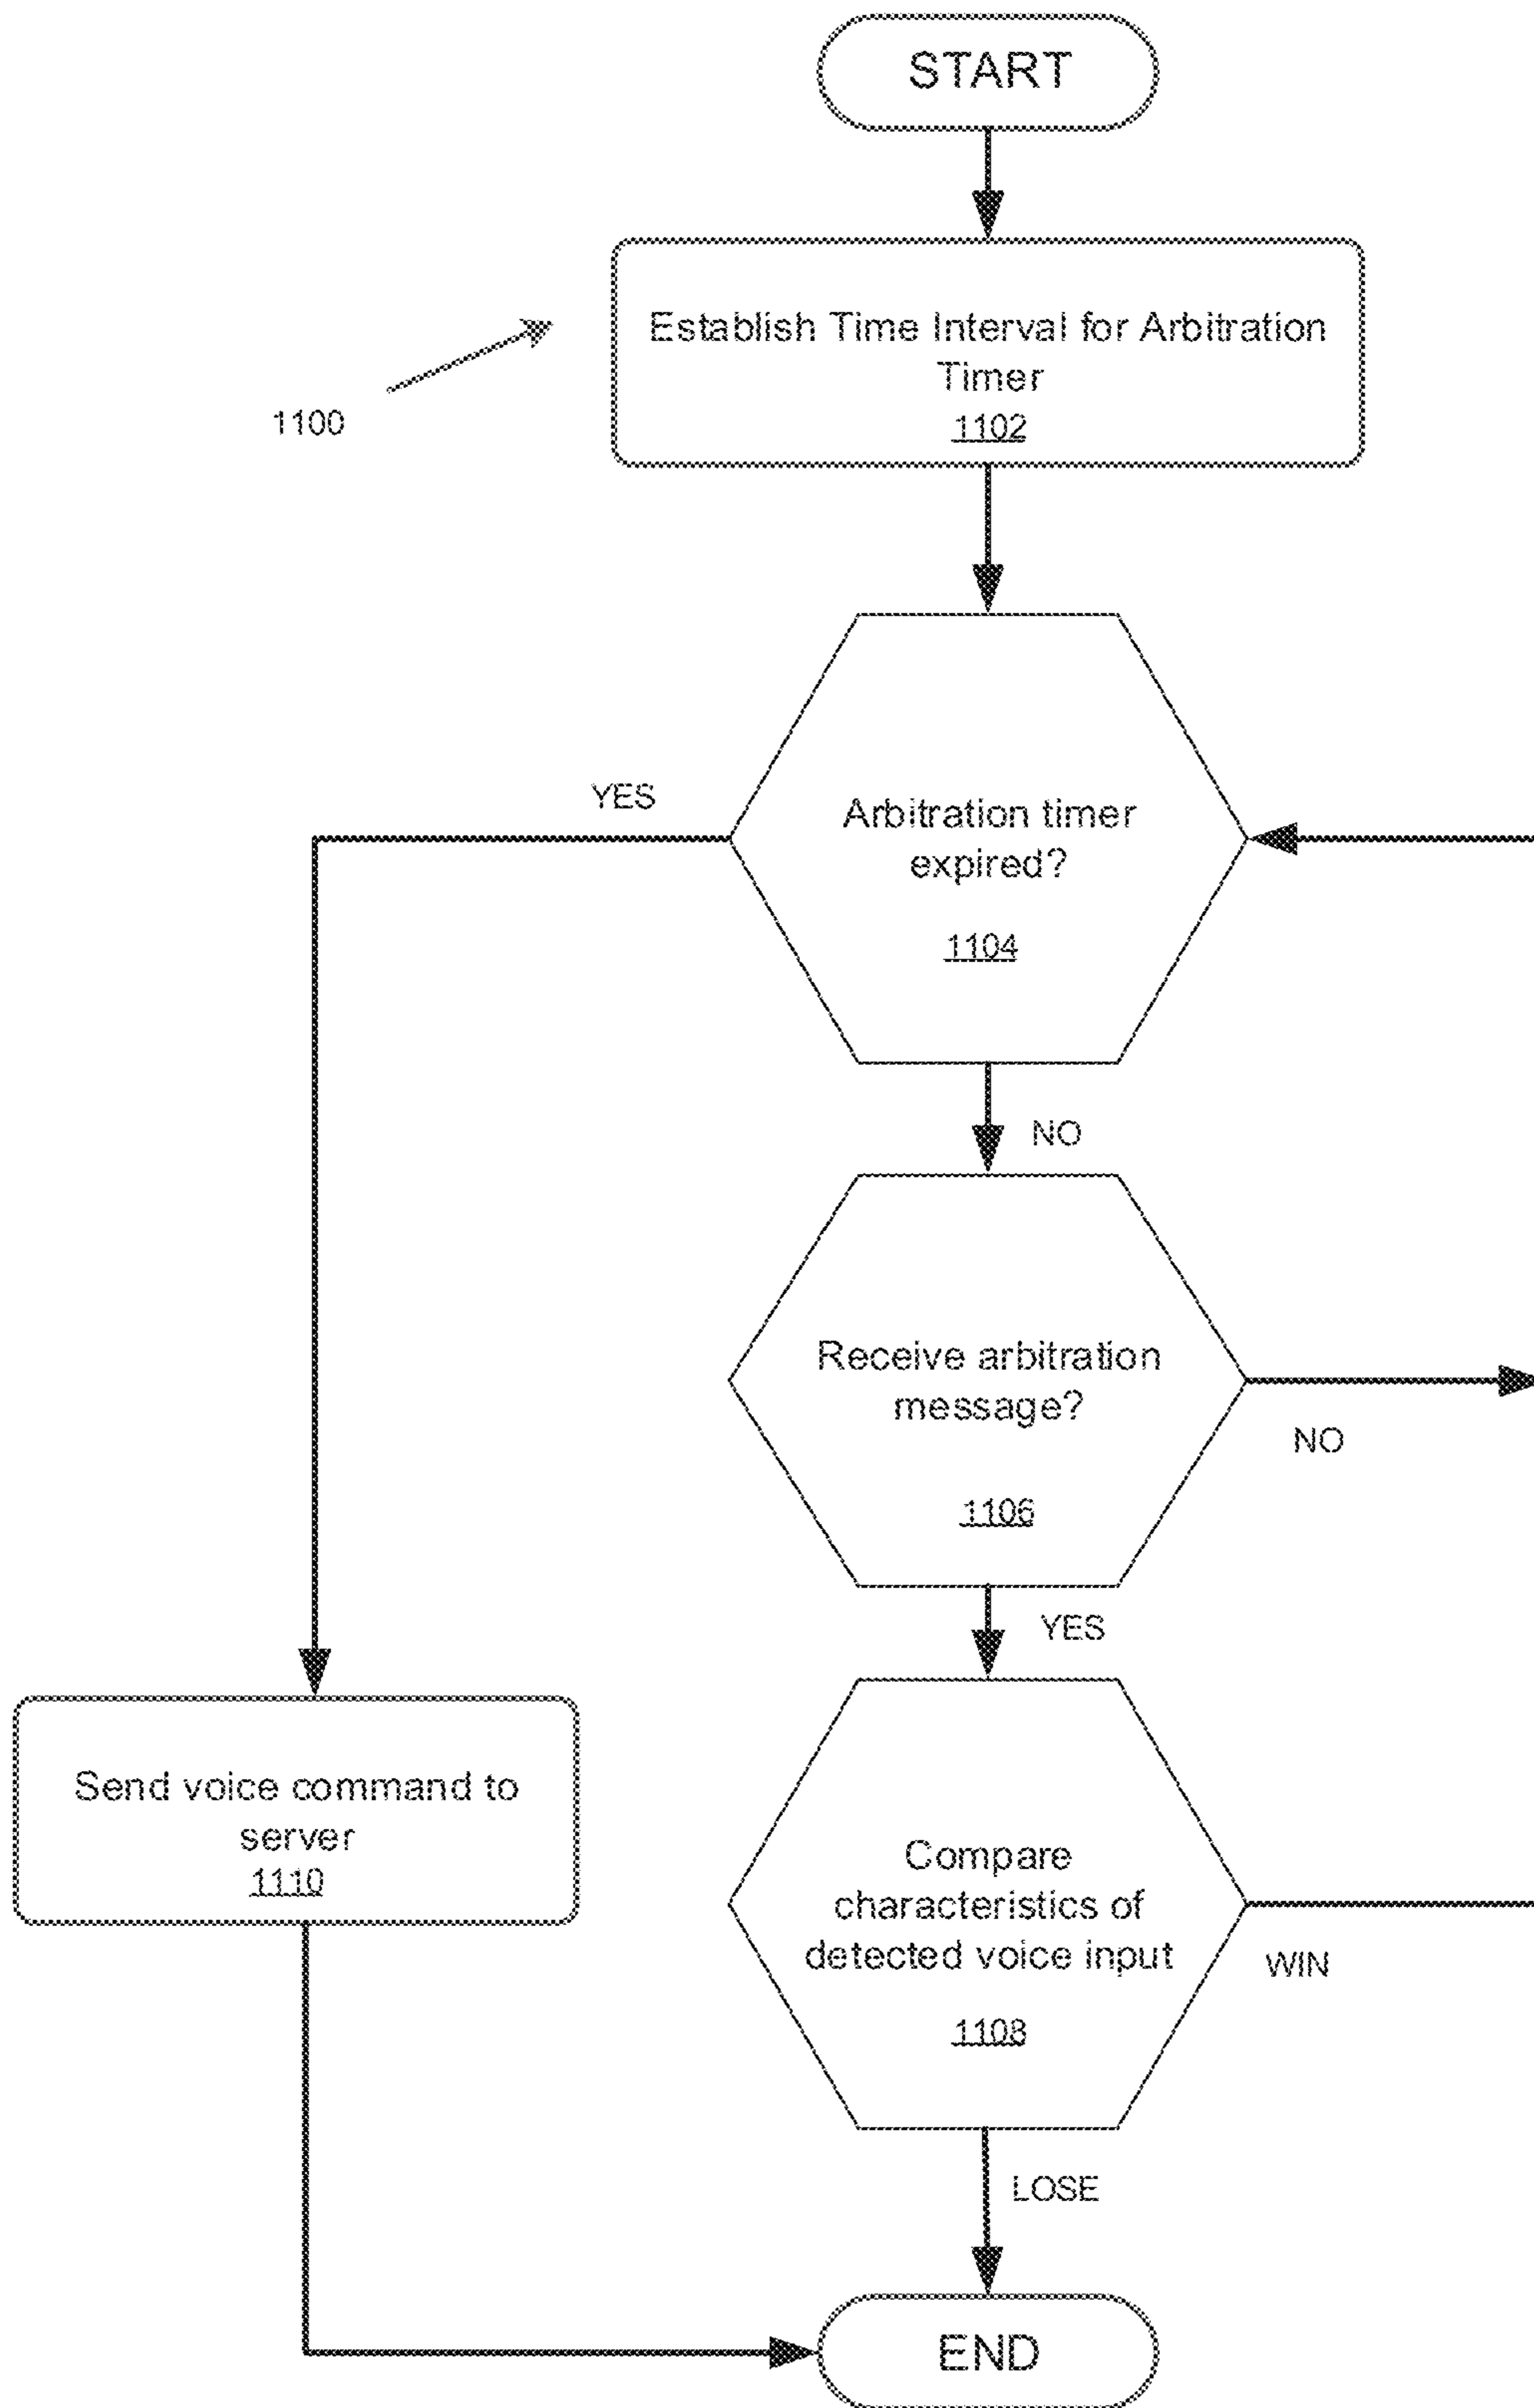 START
Establish Time Interval for Arbitration
Timer
1102
1100
YES
Arbitration timer
expired?
1104
NO
Receive arbitration
message?
1106
NO
YES
Send voice command to
server
1110
Compare
characteristics of
detected voice input
1108
WIN
LOSE
END